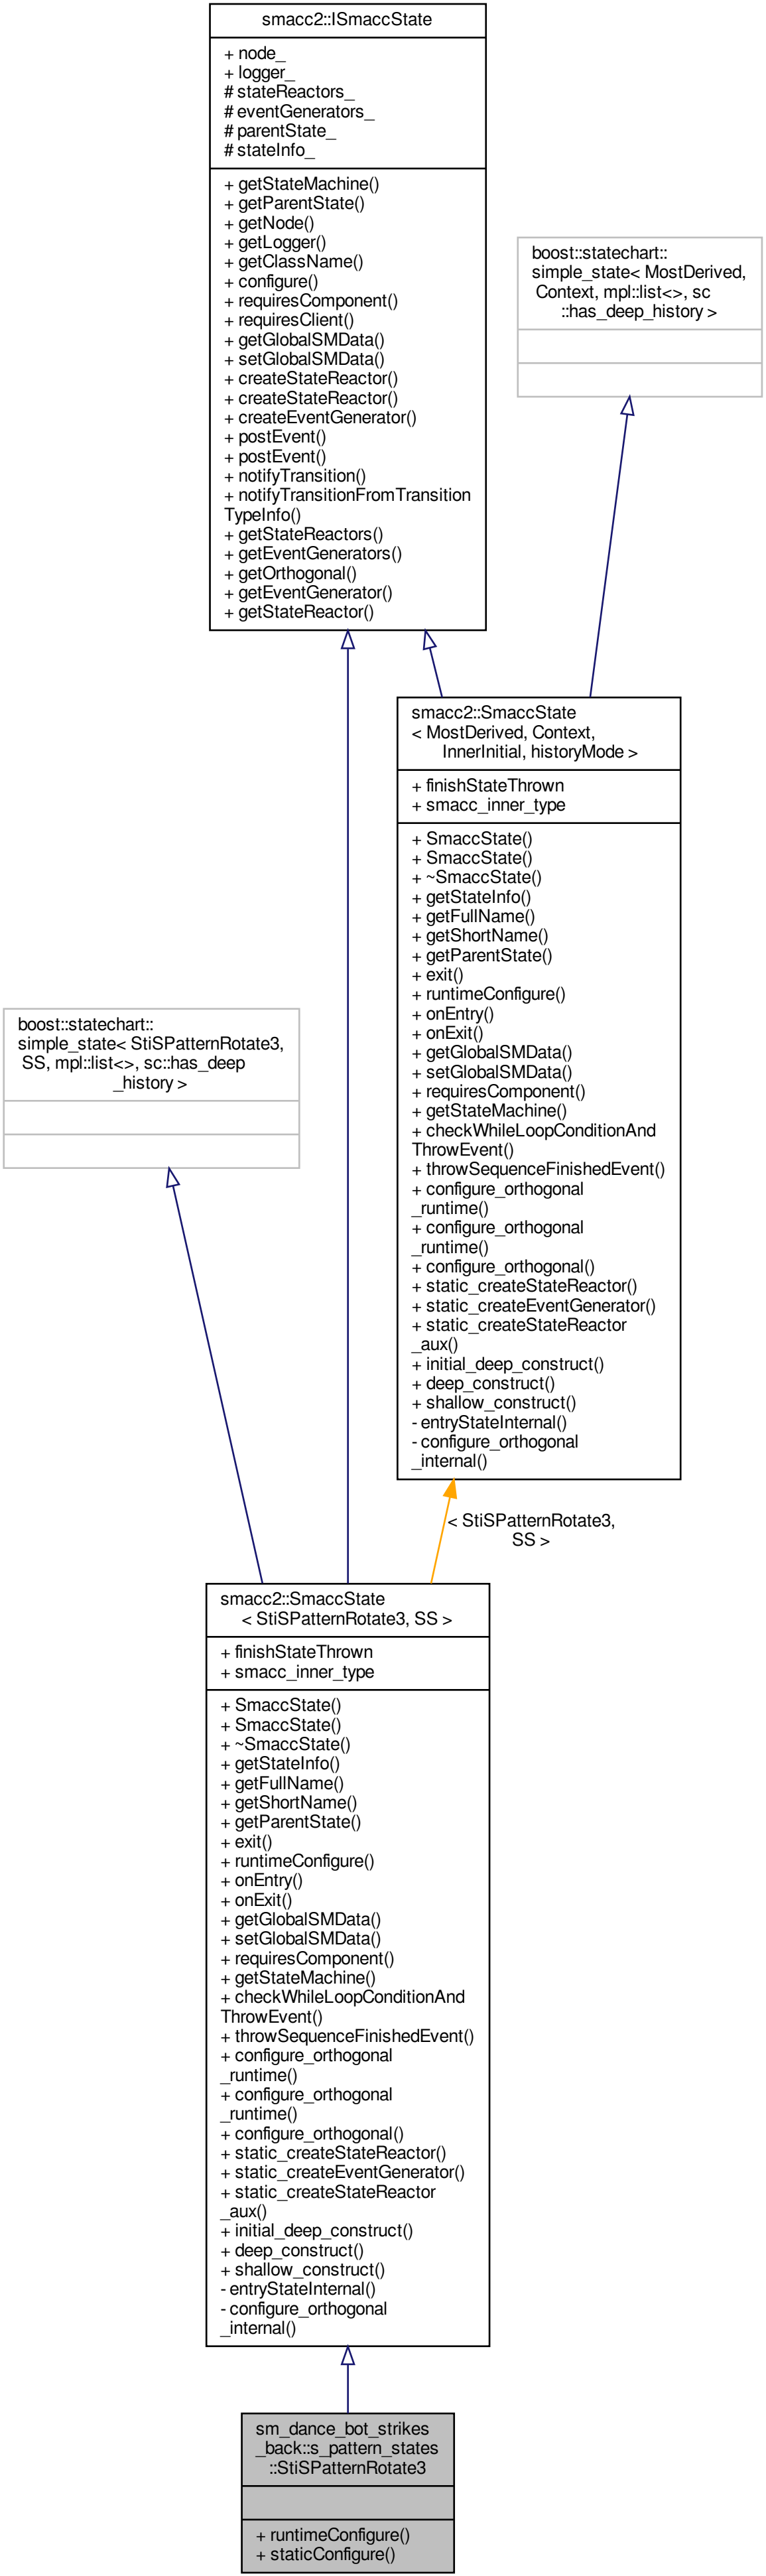 smacc2::ISmaccState
+ node_
+ logger_
# stateReactors_
# eventGenerators_
# parentState_
# stateInfo_
+ getStateMachine()
+ getParentState()
+ getNode()
+ getLogger()
+ getClassName()
+ configure()
+ requiresComponent()
+ requiresClient()
+ getGlobalSMData()
+ setGlobalSMData()
+ createStateReactor()
+ createStateReactor()
+ createEventGenerator()
+ postEvent()
+ postEvent()
+ notifyTransition()
+ notifyTransitionFromTransition
TypeInfo()
+ getStateReactors()
+ getEventGenerators()
+ getOrthogonal()
+ getEventGenerator()
+ getStateReactor()
boost::statechart::
simple_state< MostDerived,
Context, mpl::list<>, sc
::has_deep_history >
smacc2::SmaccState
< MostDerived, Context,
InnerInitial, historyMode >
+ finishStateThrown
+ smacc_inner_type
+ SmaccState()
+ SmaccState()
+ ~SmaccState()
+ getStateInfo()
+ getFullName()
+ getShortName()
+ getParentState()
+ exit()
+ runtimeConfigure()
+ onEntry()
+ onExit()
+ getGlobalSMData()
+ setGlobalSMData()
+ requiresComponent()
+ getStateMachine()
+ checkWhileLoopConditionAnd
ThrowEvent()
+ throwSequenceFinishedEvent()
+ configure_orthogonal
_runtime()
+ configure_orthogonal
_runtime()
+ configure_orthogonal()
+ static_createStateReactor()
+ static_createEventGenerator()
+ static_createStateReactor
_aux()
+ initial_deep_construct()
+ deep_construct()
+ shallow_construct()
- entryStateInternal()
- configure_orthogonal
_internal()
boost::statechart::
simple_state< StiSPatternRotate3,
SS, mpl::list<>, sc::has_deep
_history >
< StiSPatternRotate3,
SS >
smacc2::SmaccState
< StiSPatternRotate3, SS >
+ finishStateThrown
+ smacc_inner_type
+ SmaccState()
+ SmaccState()
+ ~SmaccState()
+ getStateInfo()
+ getFullName()
+ getShortName()
+ getParentState()
+ exit()
+ runtimeConfigure()
+ onEntry()
+ onExit()
+ getGlobalSMData()
+ setGlobalSMData()
+ requiresComponent()
+ getStateMachine()
+ checkWhileLoopConditionAnd
ThrowEvent()
+ throwSequenceFinishedEvent()
+ configure_orthogonal
_runtime()
+ configure_orthogonal
_runtime()
+ configure_orthogonal()
+ static_createStateReactor()
+ static_createEventGenerator()
+ static_createStateReactor
_aux()
+ initial_deep_construct()
+ deep_construct()
+ shallow_construct()
- entryStateInternal()
- configure_orthogonal
_internal()
sm_dance_bot_strikes
_back::s_pattern_states
::StiSPatternRotate3
+ runtimeConfigure()
+ staticConfigure()